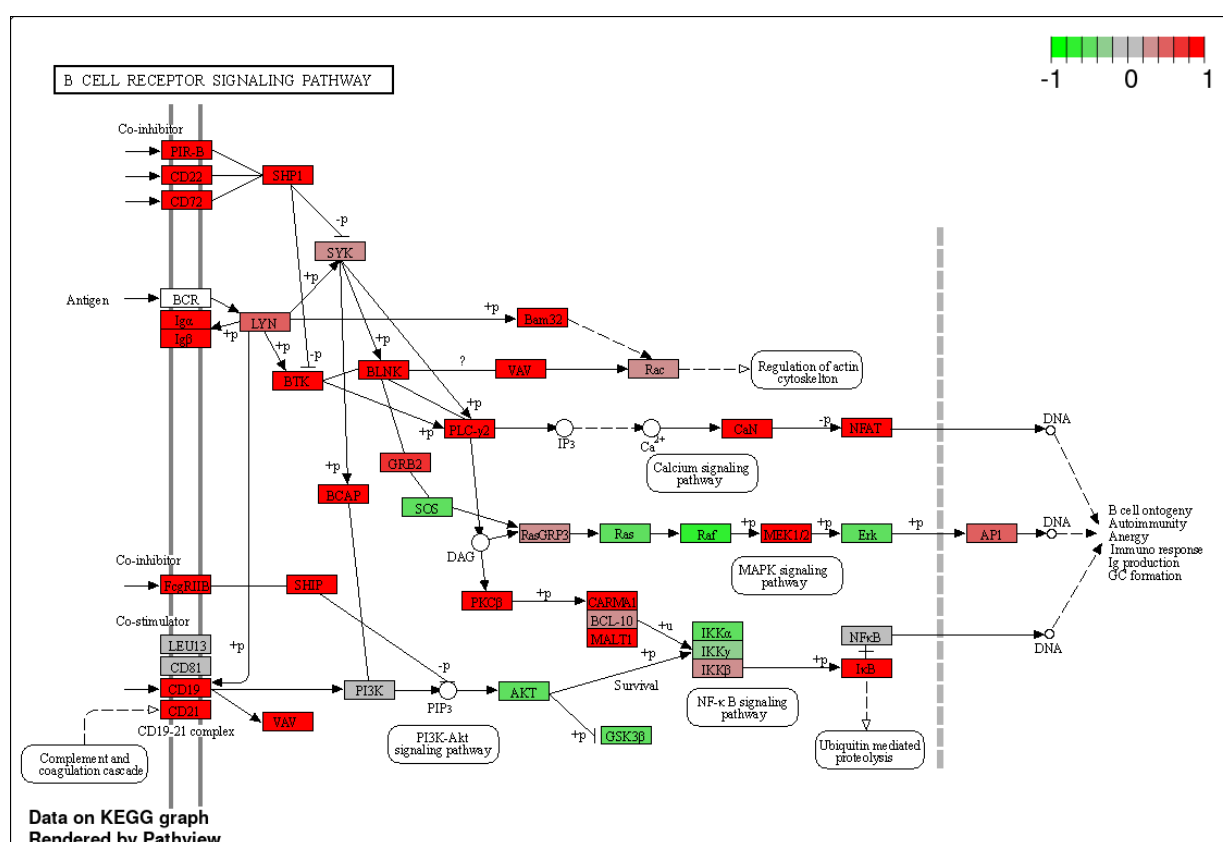 -1 0 1
B CELL RECEPTOR SIGNALING PATHWAY
Co-inhibitor
PIR-B
CD22
SHP1
CD72
-p
SYK
+p
Antigen
BCR
Igα
LYN
+p
Bam32
Igβ
+p
+p
-p
+p
?
BTK
BLNK
VAV
Rac
Regulation of actin
cytoskelton
+p
+p
PLC-γ2
IP3
Ca2+
CaN
-p
NFAT
DNA
Calcium signaling
pathway
GRB2
+p
BCAP
SOS
RasGRP3
Ras
Raf
+p
MEK1/2
+p
Erk
+p
AP1
DNA
B cell ontogeny
Autoimmunity
Anergy
Immuno response
Ig production
GC formation
DAG
MAPK signaling
pathway
Co-inhibitor
FcgRIIB
SHIP
PKCβ
+p
CARMA1
BCL-10
MALT1
+u
Co-stimulator
LEU13
+p
CD81
CD19
CD21
CD19-21 complex
VAV
PI3K
-p
PIP3
AKT
+p
Survival
IKKα
IKKγ
IKKβ
+p
NFκB
IκB
DNA
+p
GSK3β
NF-κ B signaling
pathway
PI3K-Akt
signaling pathway
Ubiquitin mediated
proteolysis
Complement and
coagulation cascade
Data on KEGG graph
Rendered by Pathview